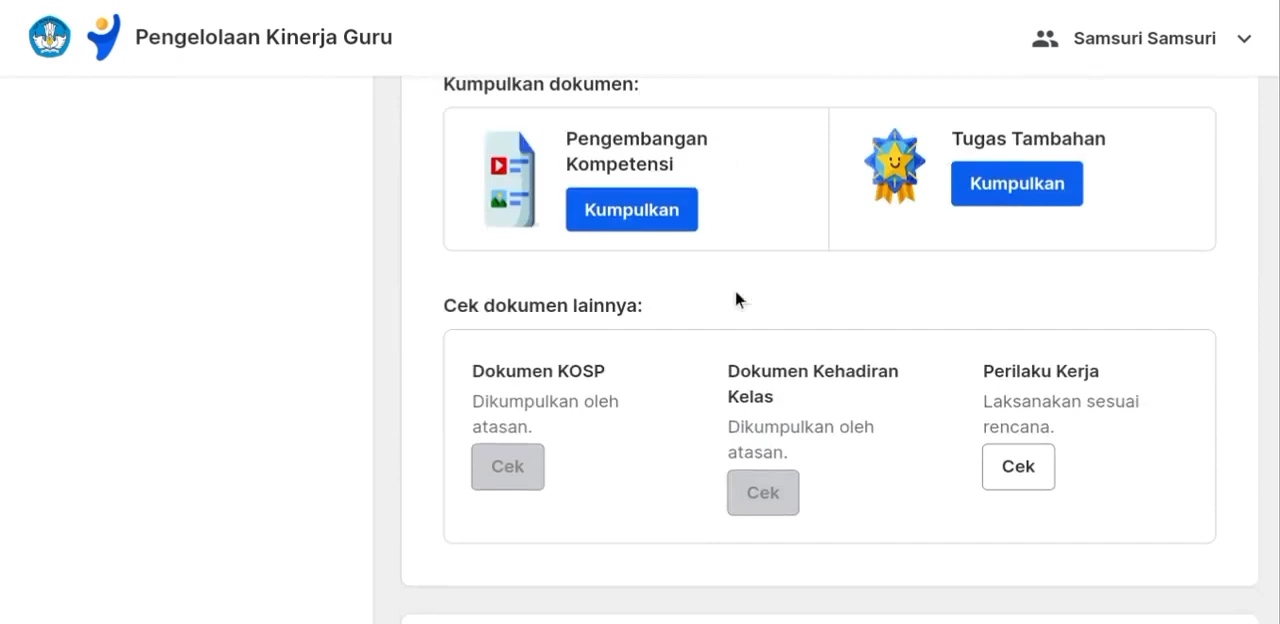 Pengelolaan Kinerja Guru
Samsuri Samsuri
Kumpulkan dokumen:
Pengembangan
Kompetensi
Kumpulkan
Tugas Tambahan
Kumpulkan
Cek dokumen lainnya:
Dokumen KOSP
Dikumpulkan oleh
atasan.
Cek
Dokumen Kehadiran
Kelas
Dikumpulkan oleh
atasan.
Cek
Perilaku Kerja
Laksanakan sesuai
rencana.
Cek